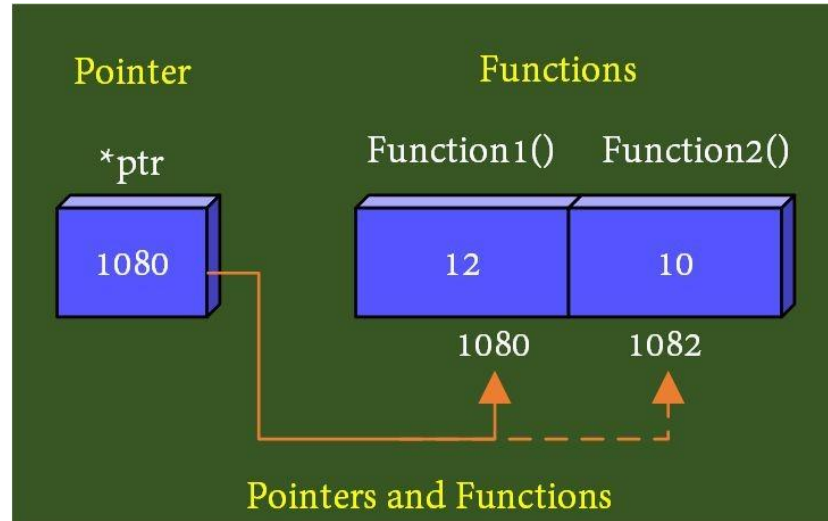 Pointer Functions
*ptr Function1() Function2()
1080 12 10
1080 1082
Pointers and Functions